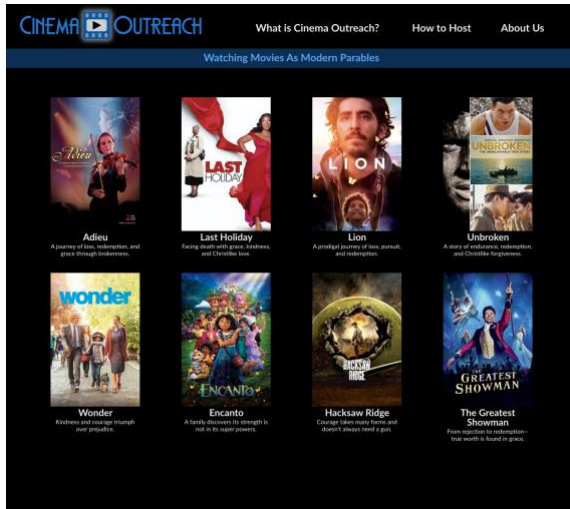 CINEMA OUTREACH
What is Cinema Outreach? How to Host About Us
Watching Movies As Modern Parables
Adieu
LAST
HOLIDAY
LION
UNBROKEN
Adieu
A journey of loss, redemption, and
grace through brokenness.
Last Holiday
Facing death with grace, kindness,
and Christlike love.
Lion
A prodigal journey of loss, pursuit,
and redemption.
Unbroken
A story of endurance, redemption,
and Christlike forgiveness.
wonder
ENCANTO
HACKSAW
RIDGE
THE
GREATEST
SHOWMAN
Wonder
Kindness and courage triumph
over prejudice.
Encanto
A family discovers its strength is
not in its super powers.
Hacksaw Ridge
Courage takes many forms and
doesn't always need a gun.
The Greatest
Showman
From rejection to redemption—
true worth is found in grace.